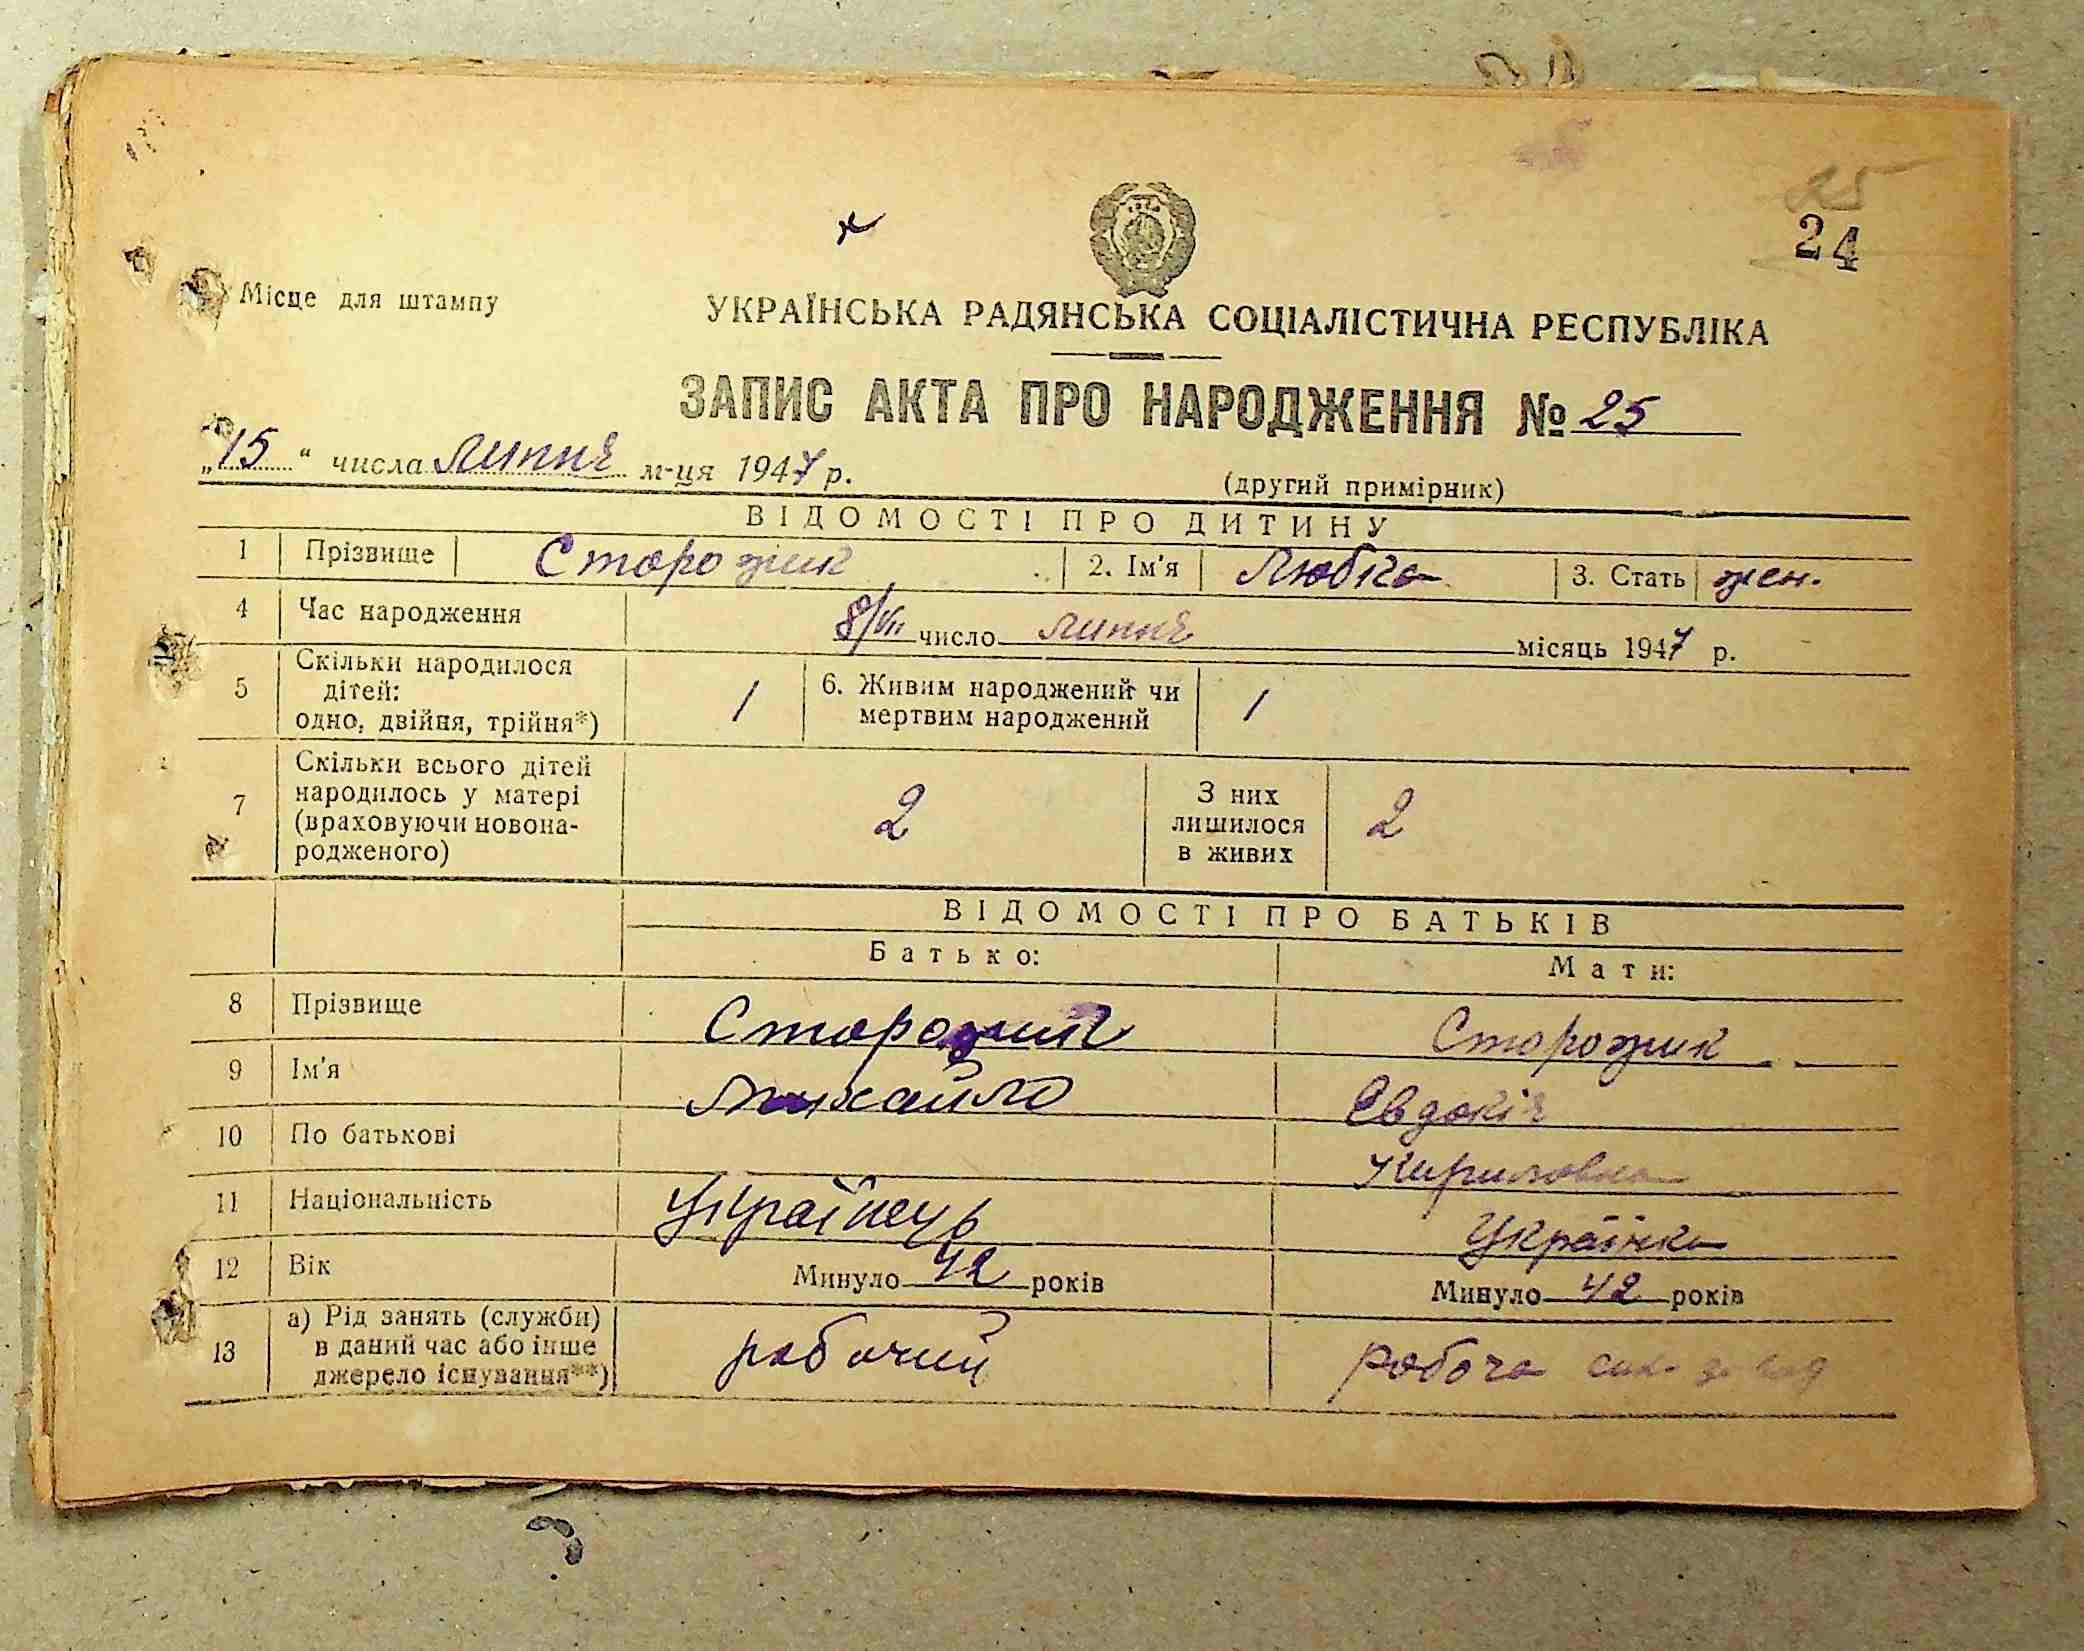 25
24
Місце для штампу
УКРАЇНСЬКА РАДЯНСЬКА СОЦІАЛІСТИЧНА РЕСПУБЛІКА
ЗАПИС АКТА ПРО НАРОДЖЕННЯ № 25
„15“ числа липня м-ця 1947 р.
(другий примірник)
ВІДОМОСТІ ПРО ДИТИНУ
1 Прізвище Сторожик 2. Ім'я Любка 3. Стать жен.
4 Час народження 8/VII число липня місяць 1947 р.
5 Скільки народилося
дітей:
одно, двійня, трійня*) 1
6. Живим народжений чи
мертвим народжений 1
7 Скільки всього дітей
народилось у матері
(враховуючи новона-
родженого) 2
З них
лишилося
в живих 2
ВІДОМОСТІ ПРО БАТЬКІВ
Батько: Мати:
8 Прізвище Сторожик Сторожик
9 Ім'я Михайло Євдокія
10 По батькові Кириловна
11 Національність Українець Українка
12 Вік Минуло 42 років Минуло 42 років
13 а) Рід занять (служби)
в даний час або інше
джерело існування**) робочий робоча